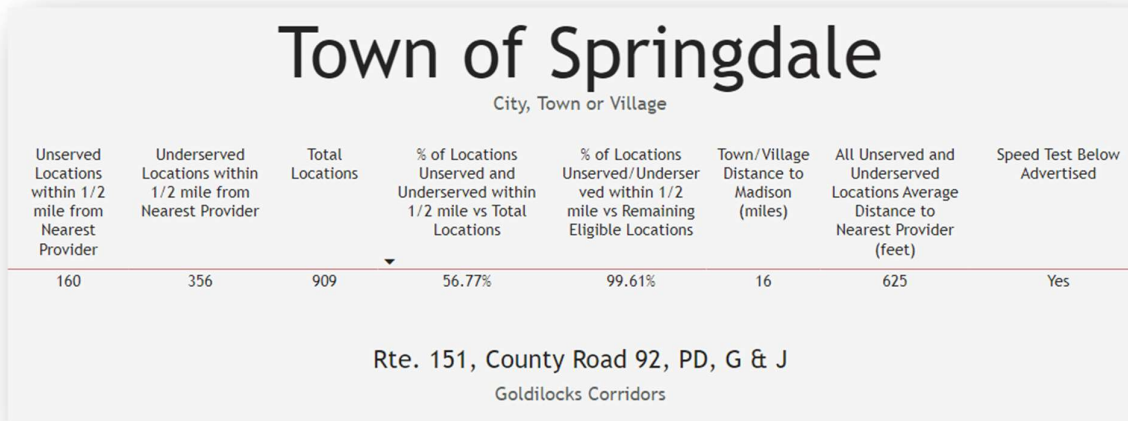 Town of Springdale
City, Town or Village
Unserved
Locations
within 1/2
mile from
Nearest
Provider
Underserved
Locations within
1/2 mile from
Nearest Provider
Total
Locations
% of Locations
Unserved and
Underserved within
1/2 mile vs Total
Locations
% of Locations
Unserved/Underser
ved within 1/2
mile vs Remaining
Eligible Locations
Town/Village
Distance to
Madison
(miles)
All Unserved and
Underserved
Locations Average
Distance to
Nearest Provider
(feet)
Speed Test Below
Advertised
160 356 909 56.77% 99.61% 16 625 Yes
Rte. 151, County Road 92, PD, G & J
Goldilocks Corridors